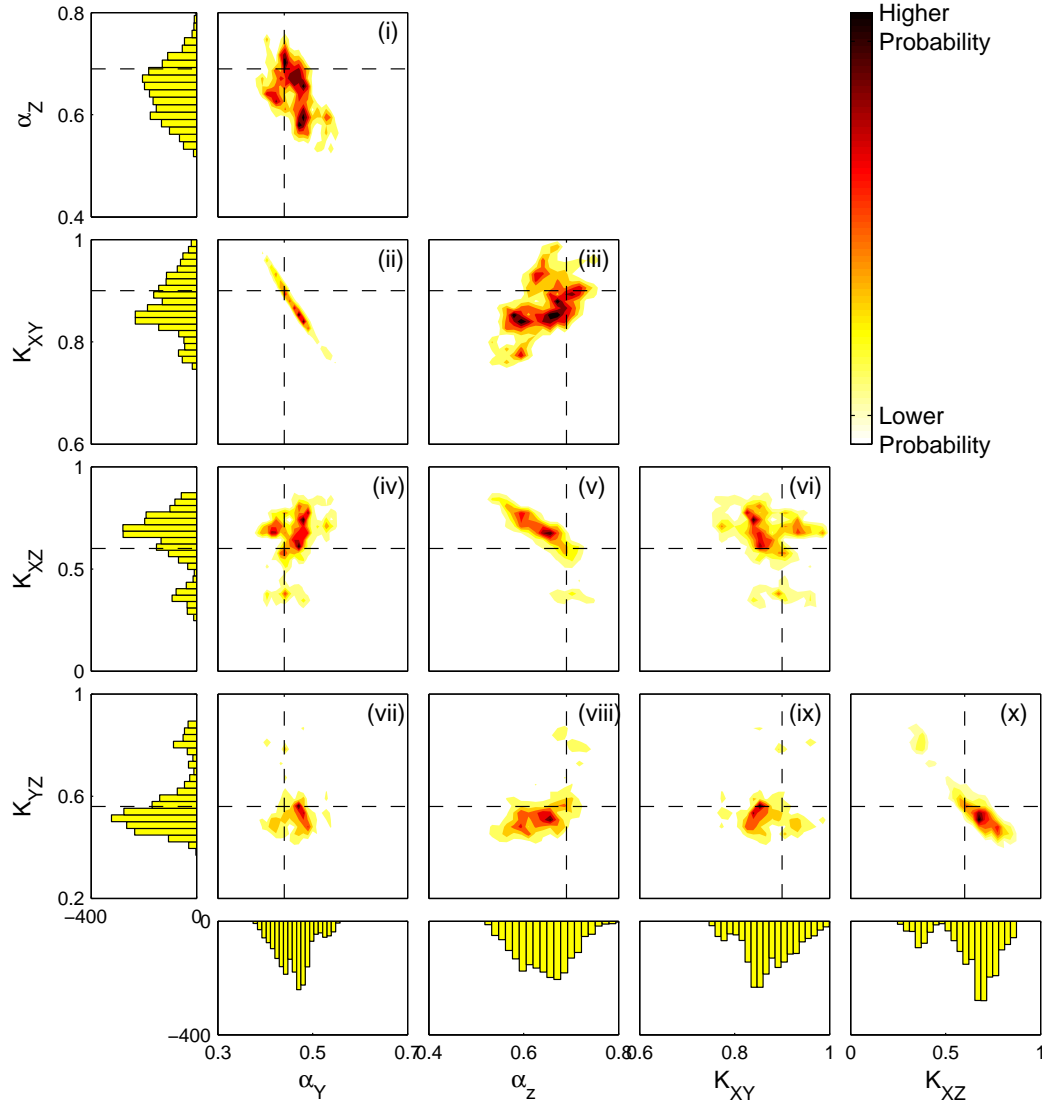 0.8
(i)
Higher
Probability
α_Z
0.6
0.4
1
(ii)
(iii)
K_XY
0.8
Lower
Probability
0.6
1
(iv)
(v)
(vi)
K_XZ
0.5
0
1
(vii)
(viii)
(ix)
(x)
K_YZ
0.6
0.2
−400
0
0
−400
0.3
0.5
0.7
0.4
0.6
0.8
0.6
0.8
1
0
0.5
1
α_Y
α_z
K_XY
K_XZ